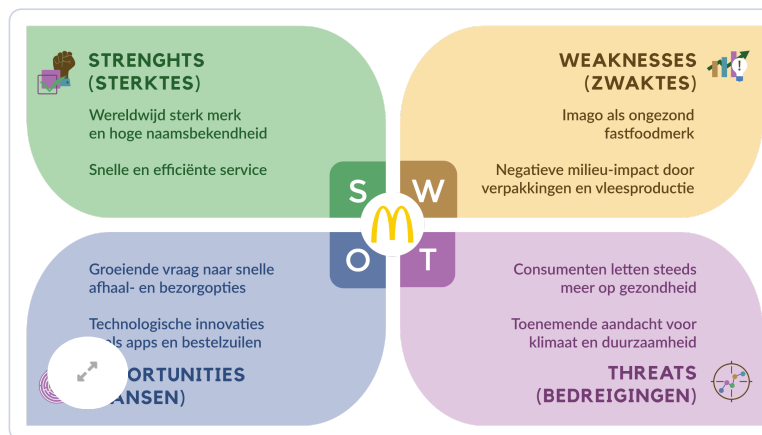 STRENGHTS
(STERKTES)
Wereldwijd sterk merk
en hoge naamsbekendheid
Snelle en efficiënte service
WEAKNESSES
(ZWAKTES)
Imago als ongezond
fastfoodmerk
Negatieve milieu-impact door
verpakkingen en vleesproductie
S W
O T
Groeiende vraag naar snelle
afhaal- en bezorgopties
Technologische innovaties
apps en bestelzuilen
Consumenten letten steeds
meer op gezondheid
Toenemende aandacht voor
klimaat en duurzaamheid
THREATS
(BEDREIGINGEN)